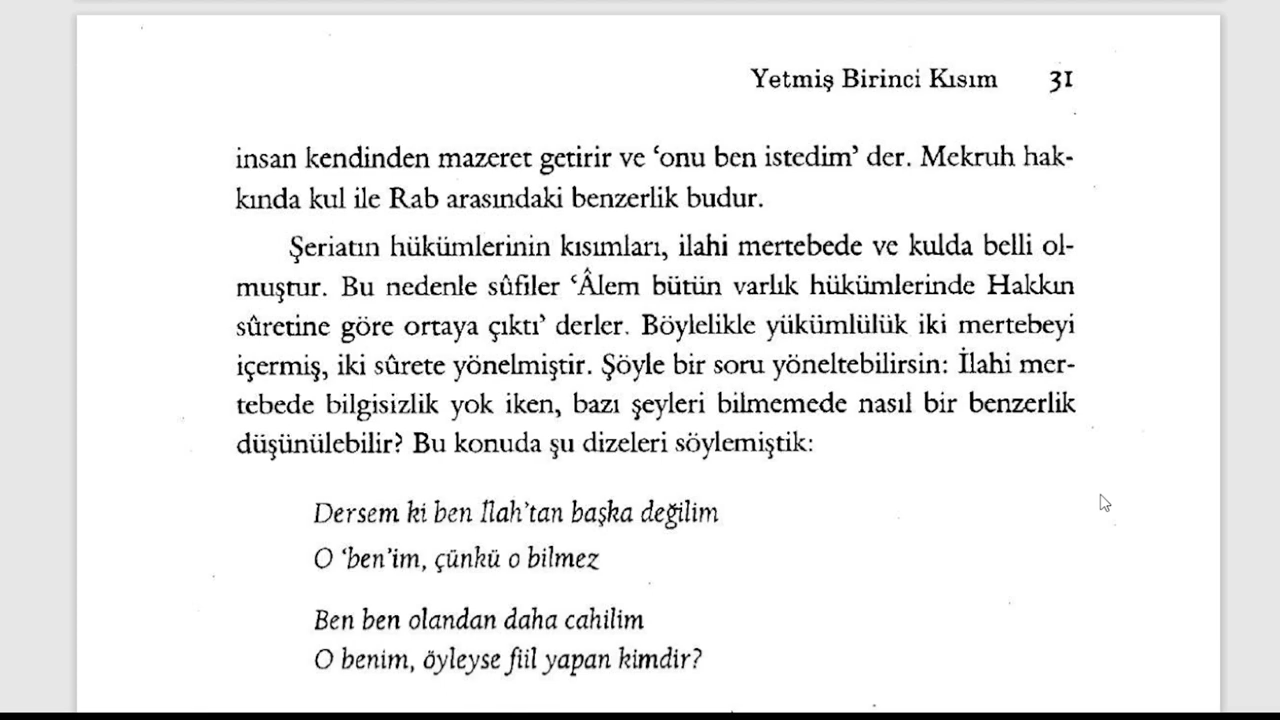 Yetmiş Birinci Kısım 31
insan kendinden mazeret getirir ve ‘onu ben istedim’ der. Mekruh hak-
kında kul ile Rab arasındaki benzerlik budur.
Şeriatın hükümlerinin kısımları, ilahi mertebede ve kulda belli ol-
muştur. Bu nedenle sûfiler ‘Âlem bütün varlık hükümlerinde Hakkın
sûretine göre ortaya çıktı’ derler. Böylelikle yükümlülük iki mertebeyi
içermiş, iki sûrete yönelmiştir. Şöyle bir soru yöneltebilirsin: İlahi mer-
tebede bilgisizlik yok iken, bazı şeyleri bilmemede nasıl bir benzerlik
düşünülebilir? Bu konuda şu dizeleri söylemiştik:
Dersem ki ben İlah’tan başka değilim
O ‘ben’im, çünkü o bilmez
Ben ben olandan daha cahilim
O benim, öyleyse fiil yapan kimdir?